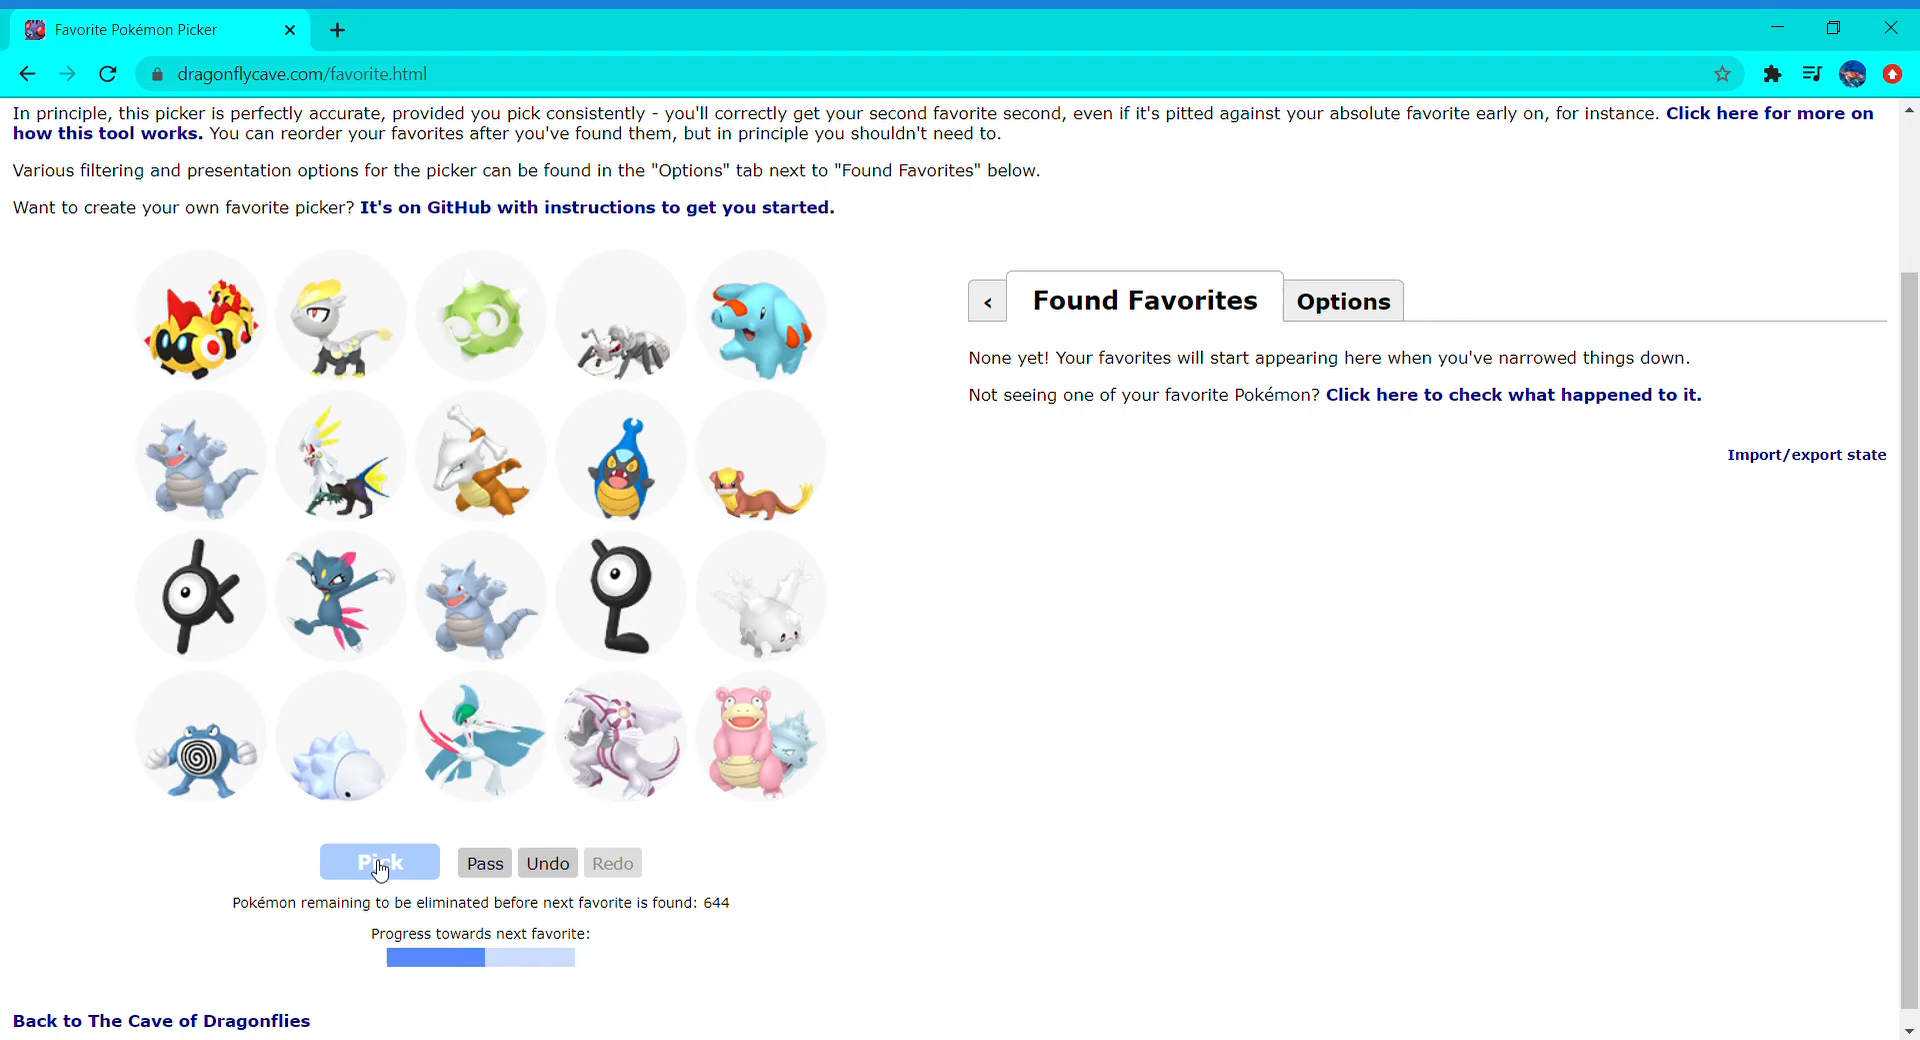 Favorite Pokémon Picker
dragonflycave.com/favorite.html
In principle, this picker is perfectly accurate, provided you pick consistently - you'll correctly get your second favorite second, even if it's pitted against your absolute favorite early on, for instance. Click here for more on
how this tool works. You can reorder your favorites after you've found them, but in principle you shouldn't need to.
Various filtering and presentation options for the picker can be found in the "Options" tab next to "Found Favorites" below.
Want to create your own favorite picker? It's on GitHub with instructions to get you started.
‹ Found Favorites Options
None yet! Your favorites will start appearing here when you've narrowed things down.
Not seeing one of your favorite Pokémon? Click here to check what happened to it.
Import/export state
Pick Pass Undo Redo
Pokémon remaining to be eliminated before next favorite is found: 644
Progress towards next favorite:
Back to The Cave of Dragonflies